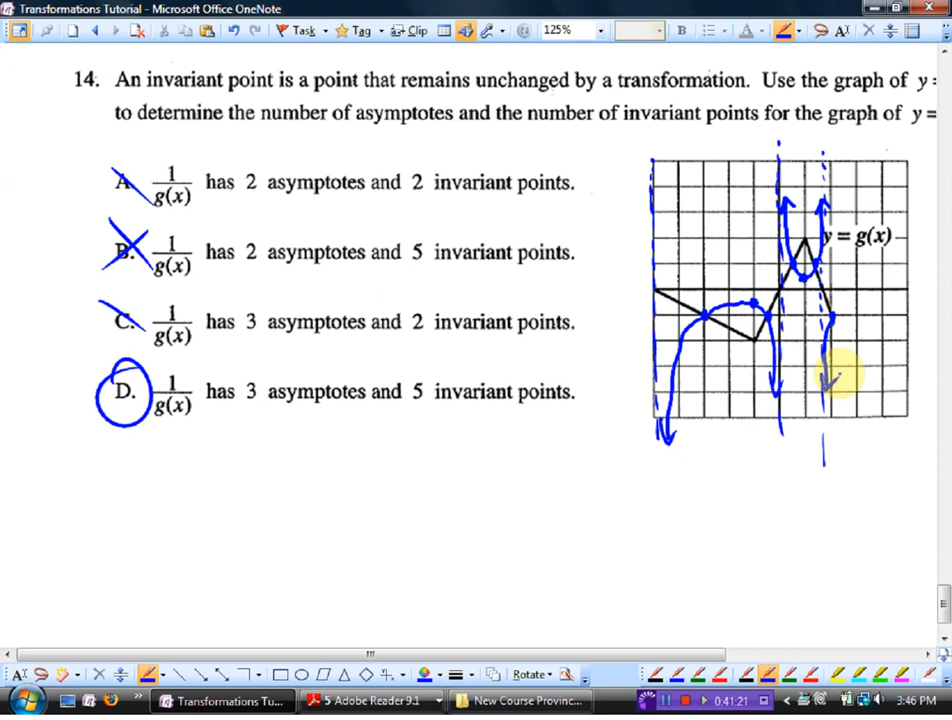 Transformations Tutorial - Microsoft Office OneNote
Task Tag Clip 125% B A
14. An invariant point is a point that remains unchanged by a transformation. Use the graph of y =
to determine the number of asymptotes and the number of invariant points for the graph of y =
A. 1/g(x) has 2 asymptotes and 2 invariant points.
y = g(x)
B. 1/g(x) has 2 asymptotes and 5 invariant points.
C. 1/g(x) has 3 asymptotes and 2 invariant points.
D. 1/g(x) has 3 asymptotes and 5 invariant points.
Rotate
0:41:21
Transformations Tu... 5 Adobe Reader 9.1 New Course Provinc... 3:46 PM